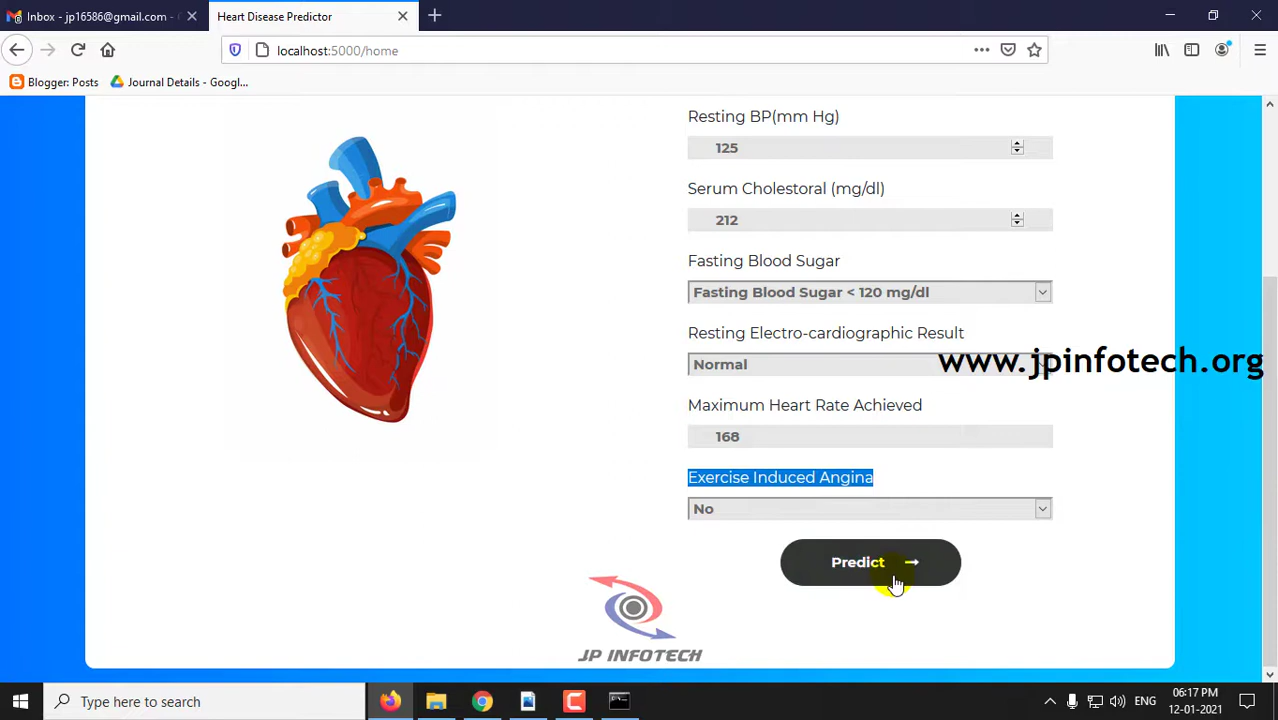 Inbox - jp16586@gmail.com - G
Heart Disease Predictor
localhost:5000/home
Blogger: Posts
Journal Details - Googl...
Resting BP(mm Hg)
125
Serum Cholestoral (mg/dl)
212
Fasting Blood Sugar
Fasting Blood Sugar < 120 mg/dl
Resting Electro-cardiographic Result
Normal
www.jpinfotech.org
Maximum Heart Rate Achieved
168
Exercise Induced Angina
No
Predict
JP INFOTECH
Type here to search
ENG
06:17 PM
12-01-2021